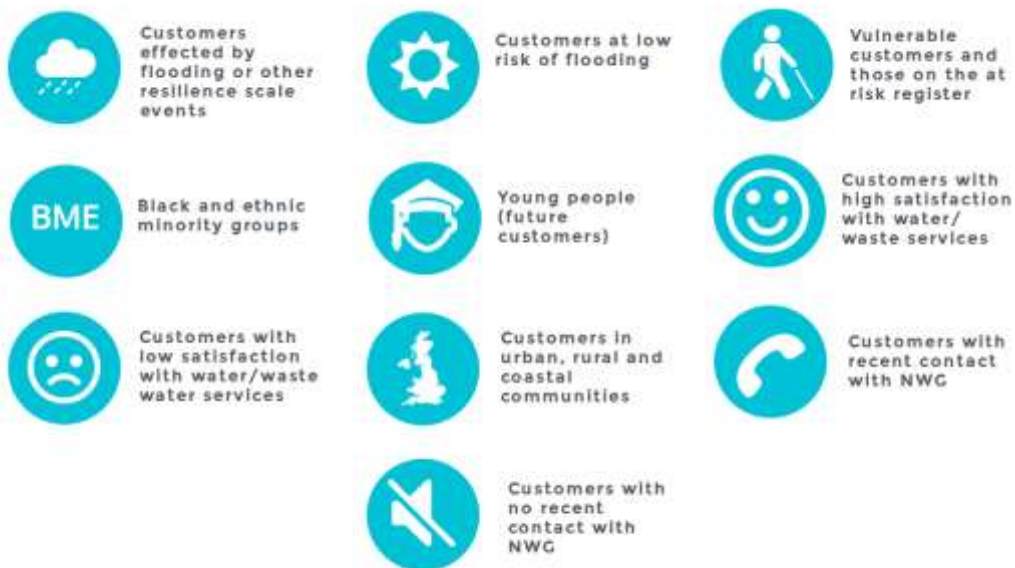 Customers
effected by
flooding or other
resilience scale
events
Customers at low
risk of flooding
Vulnerable
customers and
those on the at
risk register
BME
Black and ethnic
minority groups
Young people
(future
customers)
Customers with
high satisfaction
with water/
waste services
Customers with
low satisfaction
with water/waste
water services
Customers in
urban, rural and
coastal
communities
Customers with
recent contact
with NWG
Customers with
no recent
contact with
NWG